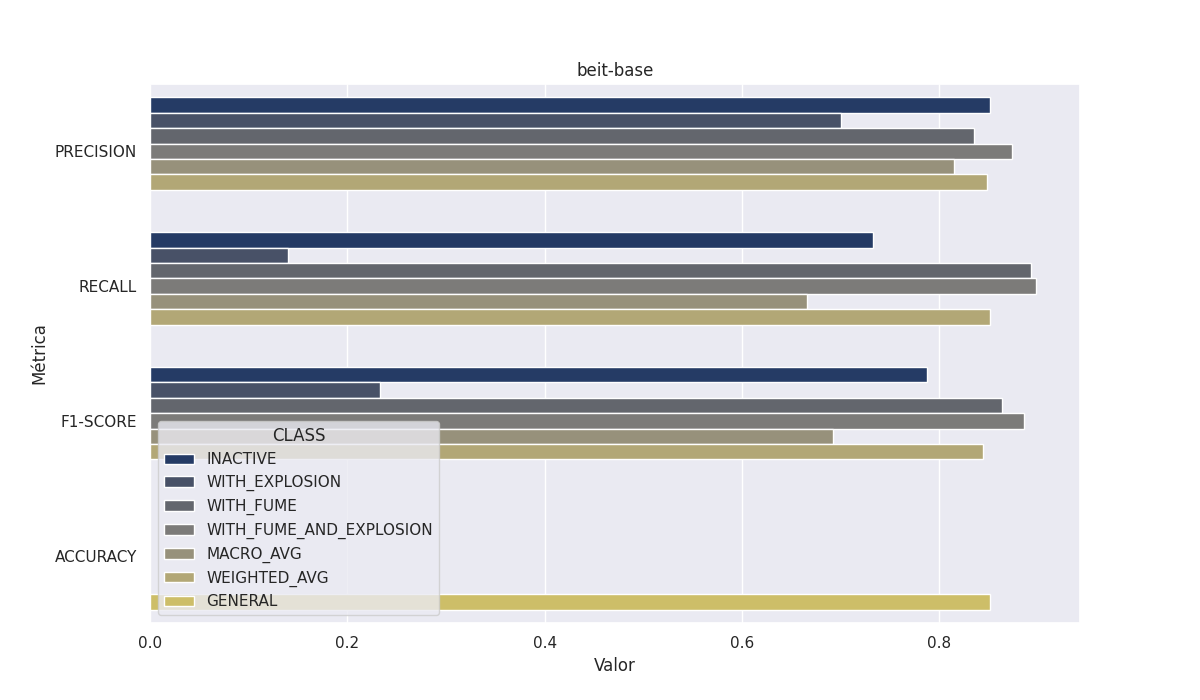 beit-base
PRECISION
RECALL
F1-SCORE
ACCURACY
Métrica
CLASS
INACTIVE
WITH_EXPLOSION
WITH_FUME
WITH_FUME_AND_EXPLOSION
MACRO_AVG
WEIGHTED_AVG
GENERAL
0.0 0.2 0.4 0.6 0.8
Valor